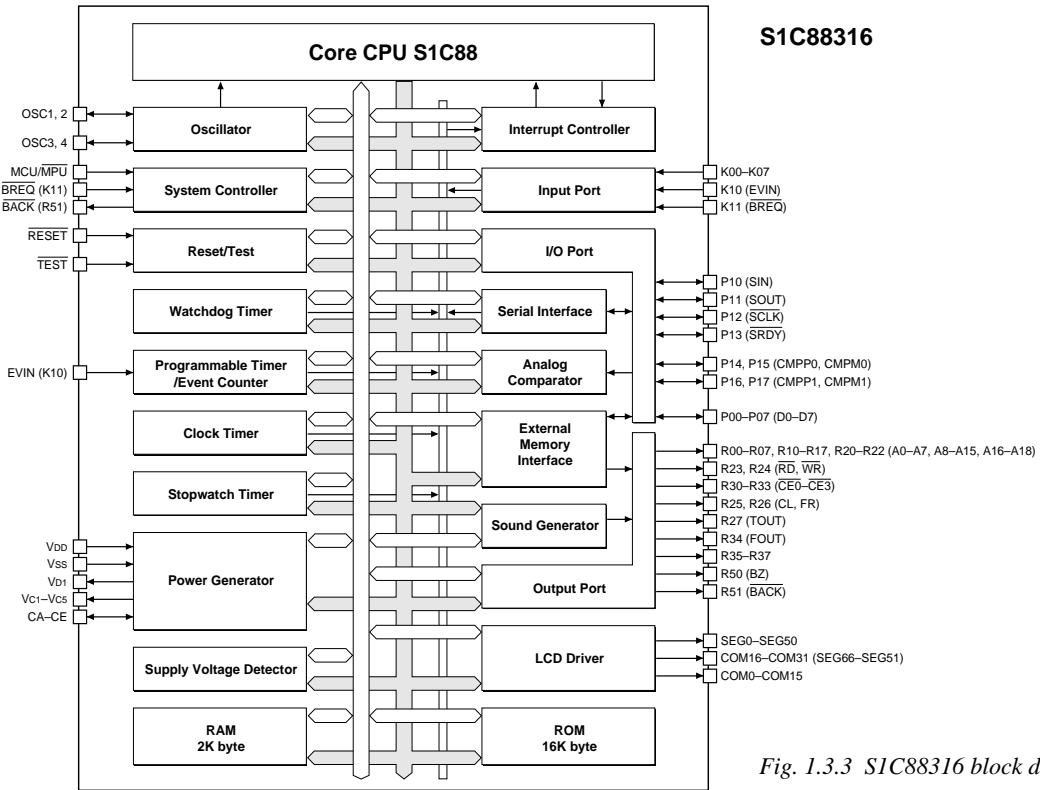 S1C88316
Core CPU S1C88
OSC1, 2
OSC3, 4
Oscillator
Interrupt Controller
MCU/MPU
BREQ (K11)
BACK (R51)
System Controller
Input Port
K00–K07
K10 (EVIN)
K11 (BREQ)
RESET
TEST
Reset/Test
I/O Port
P10 (SIN)
P11 (SOUT)
P12 (SCLK)
P13 (SRDY)
Watchdog Timer
Serial Interface
EVIN (K10)
Programmable Timer
/Event Counter
Analog
Comparator
P14, P15 (CMPP0, CMPM0)
P16, P17 (CMPP1, CMPM1)
P00–P07 (D0–D7)
Clock Timer
External
Memory
Interface
R00–R07, R10–R17, R20–R22 (A0–A7, A8–A15, A16–A18)
R23, R24 (RD, WR)
R30–R33 (CE0–CE3)
R25, R26 (CL, FR)
R27 (TOUT)
R34 (FOUT)
R35–R37
R50 (BZ)
R51 (BACK)
Stopwatch Timer
Sound Generator
VDD
VSS
VD1
VC1–VC5
CA–CE
Power Generator
Output Port
Supply Voltage Detector
LCD Driver
SEG0–SEG50
COM16–COM31 (SEG66–SEG51)
COM0–COM15
RAM
2K byte
ROM
16K byte
Fig. 1.3.3 S1C88316 block d